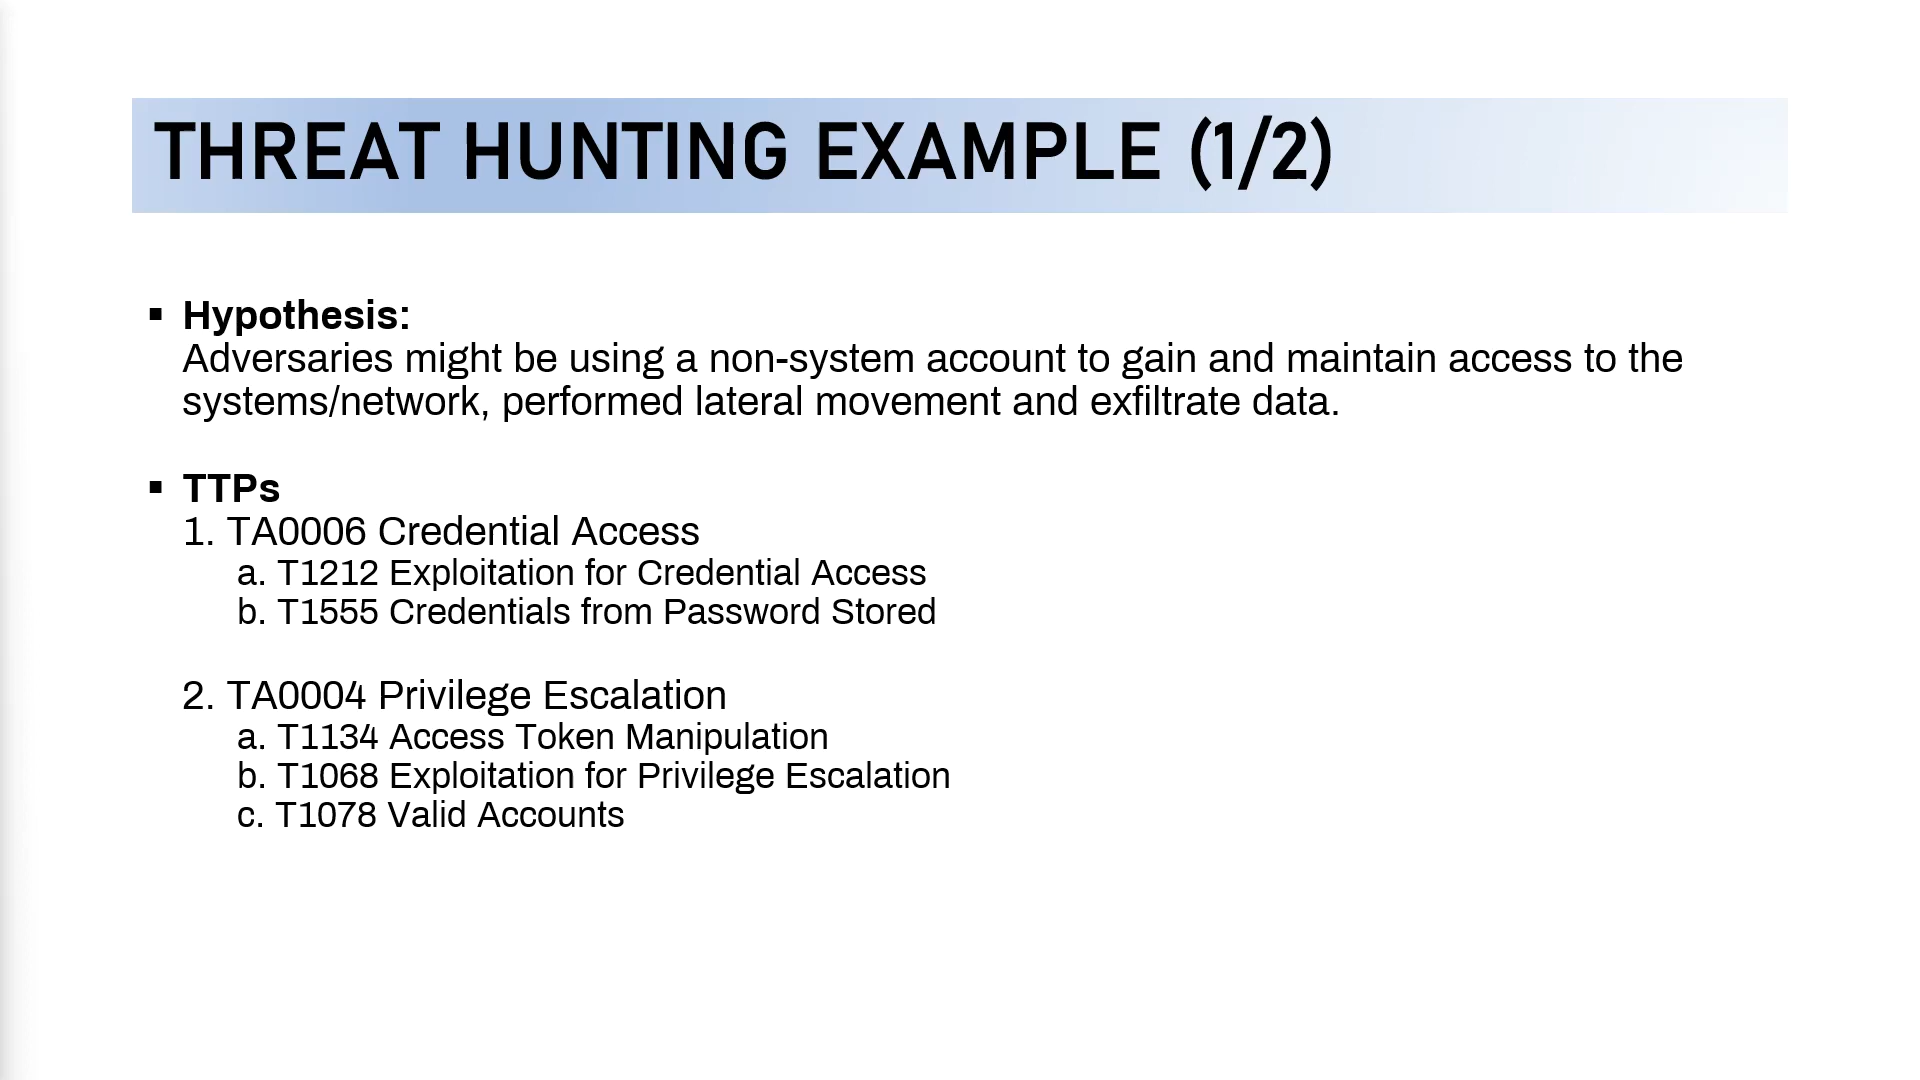 THREAT HUNTING EXAMPLE (1/2)
▪ Hypothesis:
Adversaries might be using a non-system account to gain and maintain access to the
systems/network, performed lateral movement and exfiltrate data.
▪ TTPs
1. TA0006 Credential Access
a. T1212 Exploitation for Credential Access
b. T1555 Credentials from Password Stored
2. TA0004 Privilege Escalation
a. T1134 Access Token Manipulation
b. T1068 Exploitation for Privilege Escalation
c. T1078 Valid Accounts